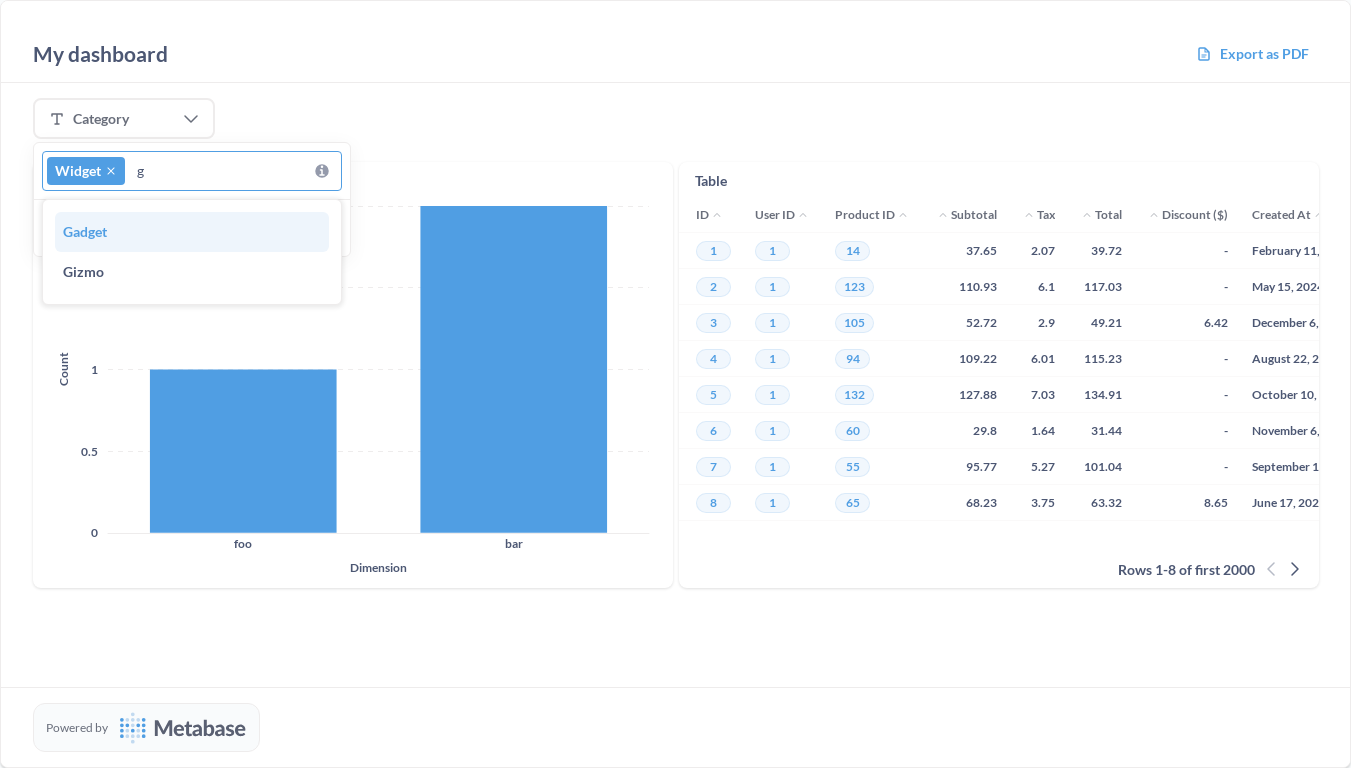 My dashboard
Export as PDF
Category
Widget
g
Gadget
Gizmo
Count
1
0.5
0
foo
bar
Dimension
Table
ID User ID Product ID Subtotal Tax Total Discount ($) Created At
1 1 14 37.65 2.07 39.72 - February 11,
2 1 123 110.93 6.1 117.03 - May 15, 2024
3 1 105 52.72 2.9 49.21 6.42 December 6,
4 1 94 109.22 6.01 115.23 - August 22, 2
5 1 132 127.88 7.03 134.91 - October 10,
6 1 60 29.8 1.64 31.44 - November 6,
7 1 55 95.77 5.27 101.04 - September 1
8 1 65 68.23 3.75 63.32 8.65 June 17, 202
Rows 1-8 of first 2000
Powered by
Metabase